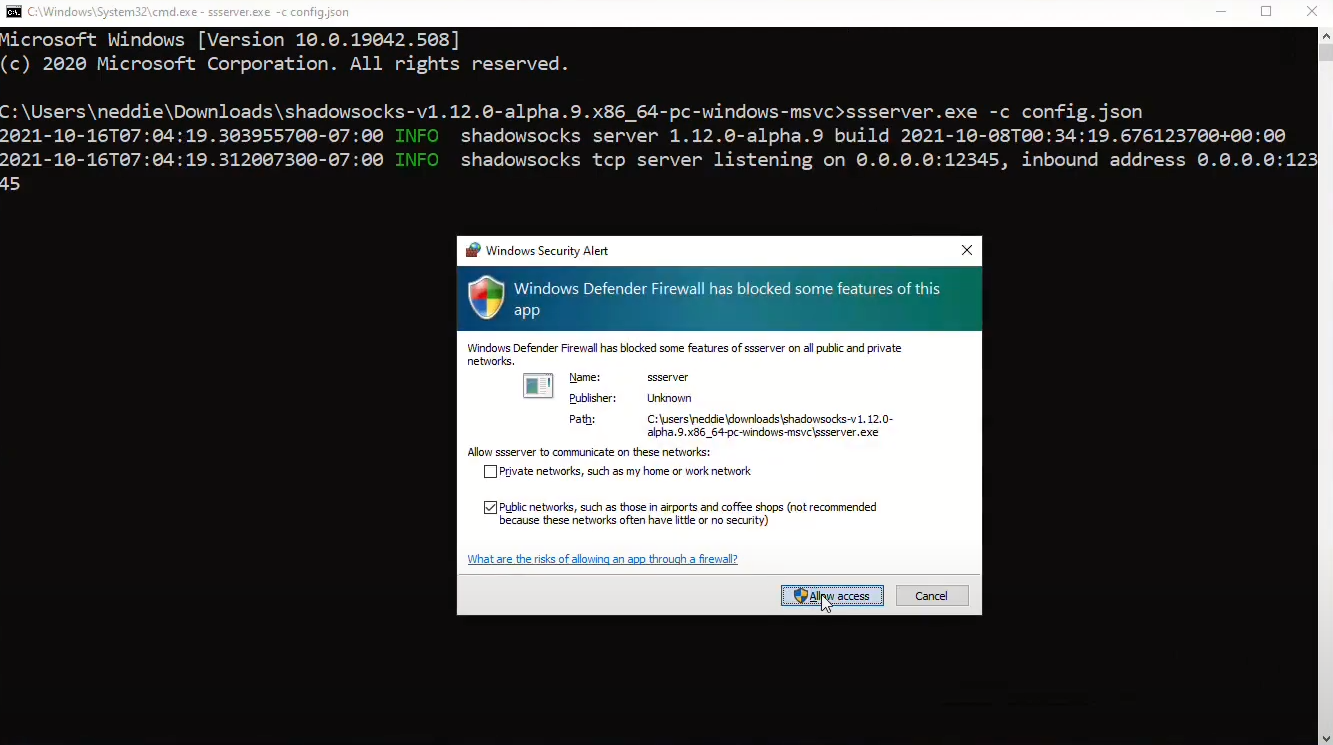 C:\Windows\System32\cmd.exe - ssserver.exe -c config.json
Microsoft Windows [Version 10.0.19042.508]
(c) 2020 Microsoft Corporation. All rights reserved.
C:\Users\neddie\Downloads\shadowsocks-v1.12.0-alpha.9.x86_64-pc-windows-msvc>ssserver.exe -c config.json
2021-10-16T07:04:19.303955700-07:00 INFO shadowsocks server 1.12.0-alpha.9 build 2021-10-08T00:34:19.676123700+00:00
2021-10-16T07:04:19.312007300-07:00 INFO shadowsocks tcp server listening on 0.0.0.0:12345, inbound address 0.0.0.0:123
45
Windows Security Alert
Windows Defender Firewall has blocked some features of this
app
Windows Defender Firewall has blocked some features of ssserver on all public and private
networks.
Name: ssserver
Publisher: Unknown
Path: C:\users\neddie\downloads\shadowsocks-v1.12.0-
alpha.9.x86_64-pc-windows-msvc\ssserver.exe
Allow ssserver to communicate on these networks:
Private networks, such as my home or work network
Public networks, such as those in airports and coffee shops (not recommended
because these networks often have little or no security)
What are the risks of allowing an app through a firewall?
Allow access Cancel